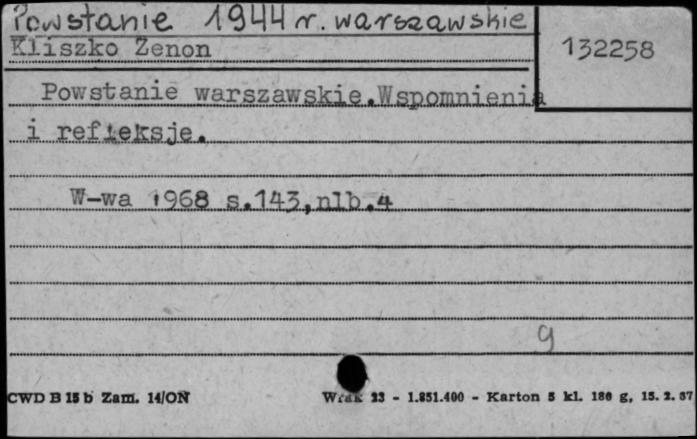 Powstanie 1944 r. warszawskie
Kliszko Zenon
132258
Powstanie warszawskie.Wspomnienia
i refleksje.
W-wa 1968 s.143,nlb.4
9
CWD B 15 b Zam. 14/ON
Wrak 23 - 1.851.400 - Karton 5 kl. 180 g, 15. 2. 67